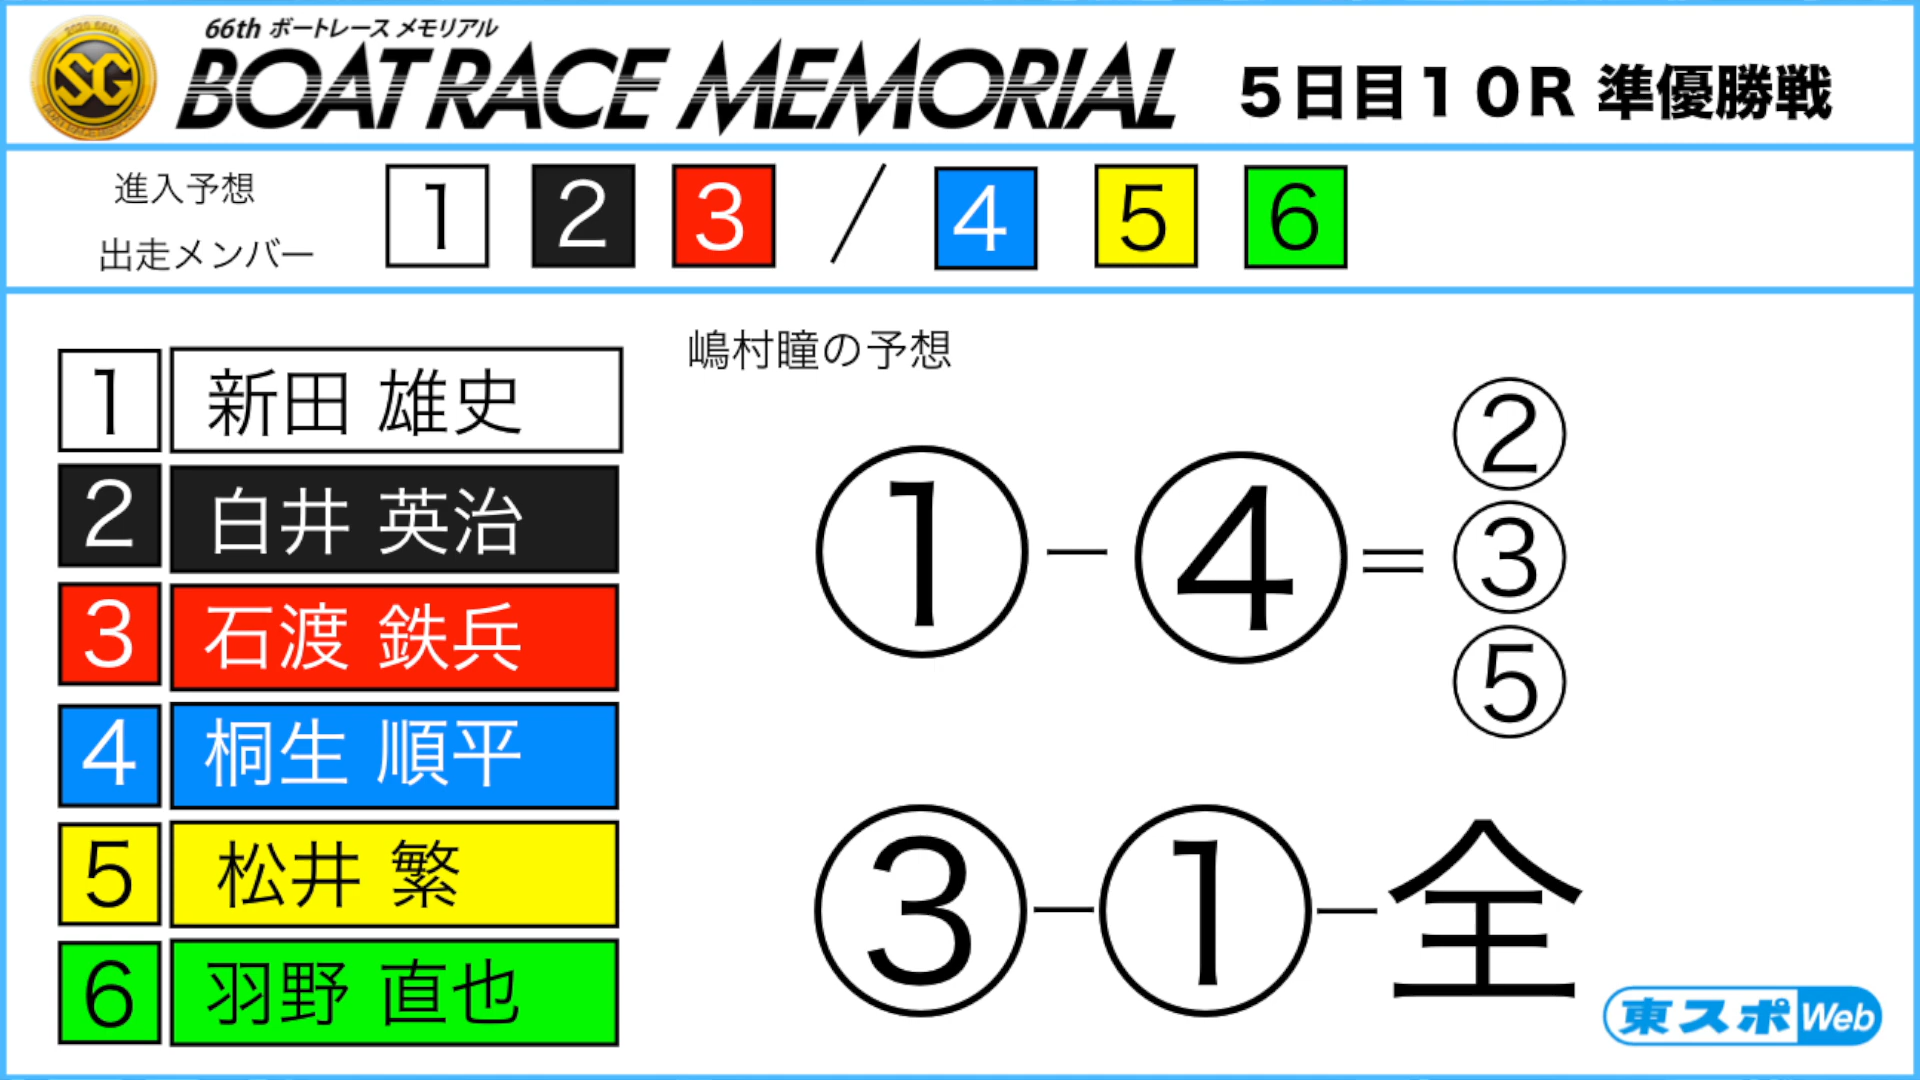 66th ボートレース メモリアル
BOAT RACE MEMORIAL
SG
2020 66th
5日目10R 準優勝戦
進入予想
出走メンバー
1 2 3 / 4 5 6
嶋村瞳の予想
1 新田 雄史
2 白井 英治
3 石渡 鉄兵
4 桐生 順平
5 松井 繁
6 羽野 直也
①－④＝②③⑤
③－①－全
東スポWeb